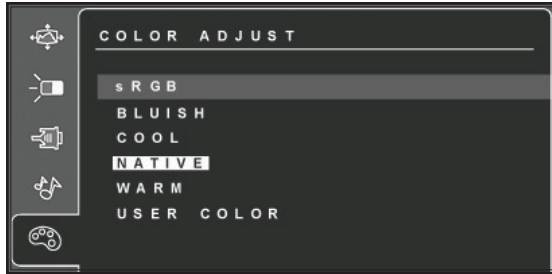 COLOR ADJUST
sRGB
BLUISH
COOL
NATIVE
WARM
USER COLOR